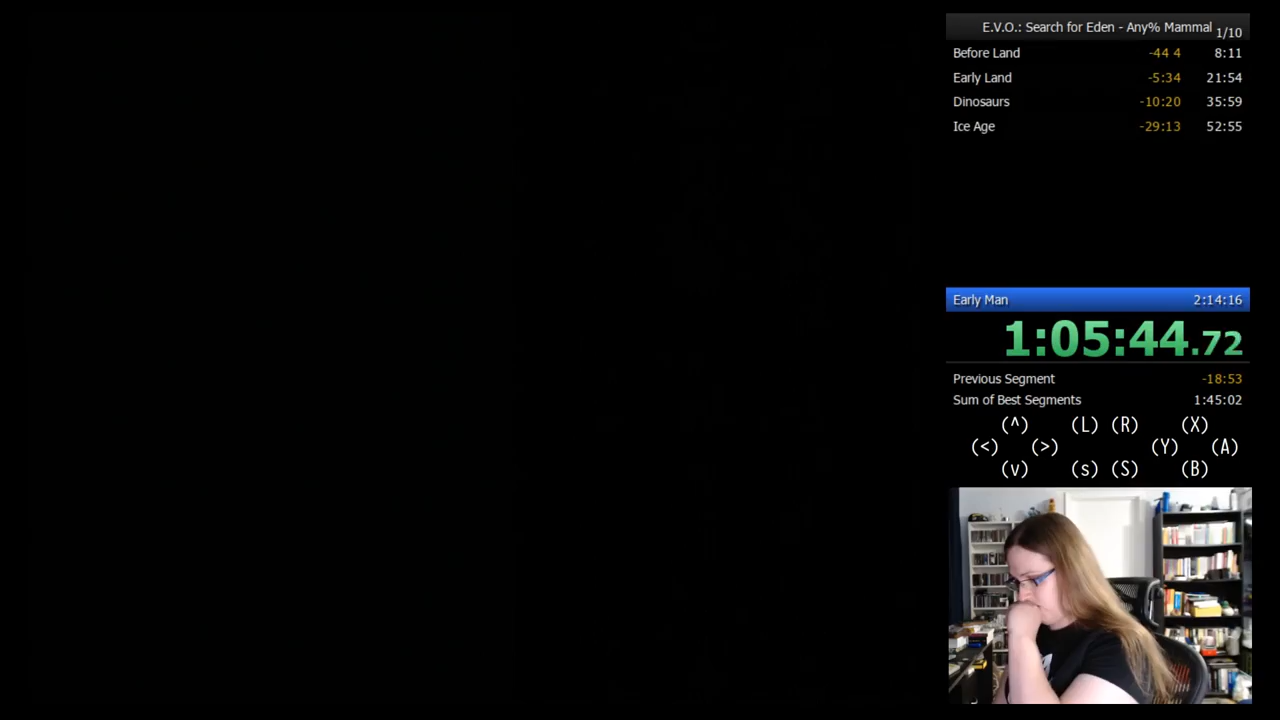 E.V.O.: Search for Eden - Any% Mammal 1/10
Before Land -44 4 8:11
Early Land -5:34 21:54
Dinosaurs -10:20 35:59
Ice Age -29:13 52:55
Early Man 2:14:16
1:05:44.72
Previous Segment -18:53
Sum of Best Segments 1:45:02
(^) (L) (R) (X)
(<) (>) (Y) (A)
(v) (s) (S) (B)